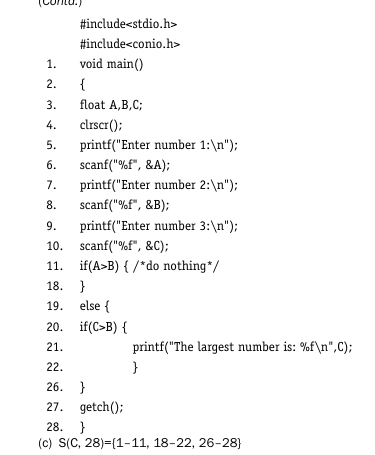 (Contd.)
#include<stdio.h>
#include<conio.h>
1. void main()
2. {
3. float A,B,C;
4. clrscr();
5. printf("Enter number 1:\n");
6. scanf("%f", &A);
7. printf("Enter number 2:\n");
8. scanf("%f", &B);
9. printf("Enter number 3:\n");
10. scanf("%f", &C);
11. if(A>B) { /*do nothing*/
18. }
19. else {
20. if(C>B) {
21. printf("The largest number is: %f\n",C);
22. }
26. }
27. getch();
28. }
(c) S(C, 28)={1–11, 18–22, 26–28}